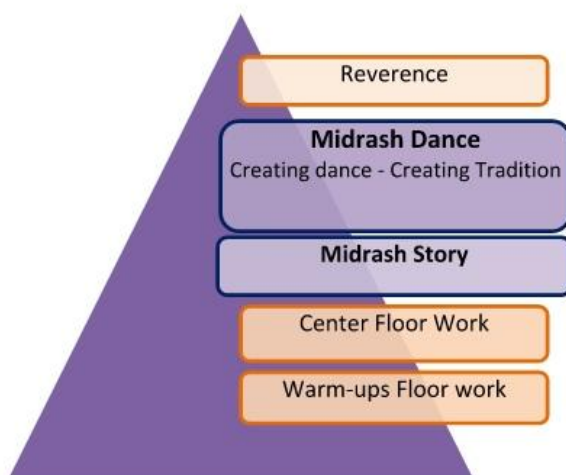 Reverence
Midrash Dance
Creating dance - Creating Tradition
Midrash Story
Center Floor Work
Warm-ups Floor work